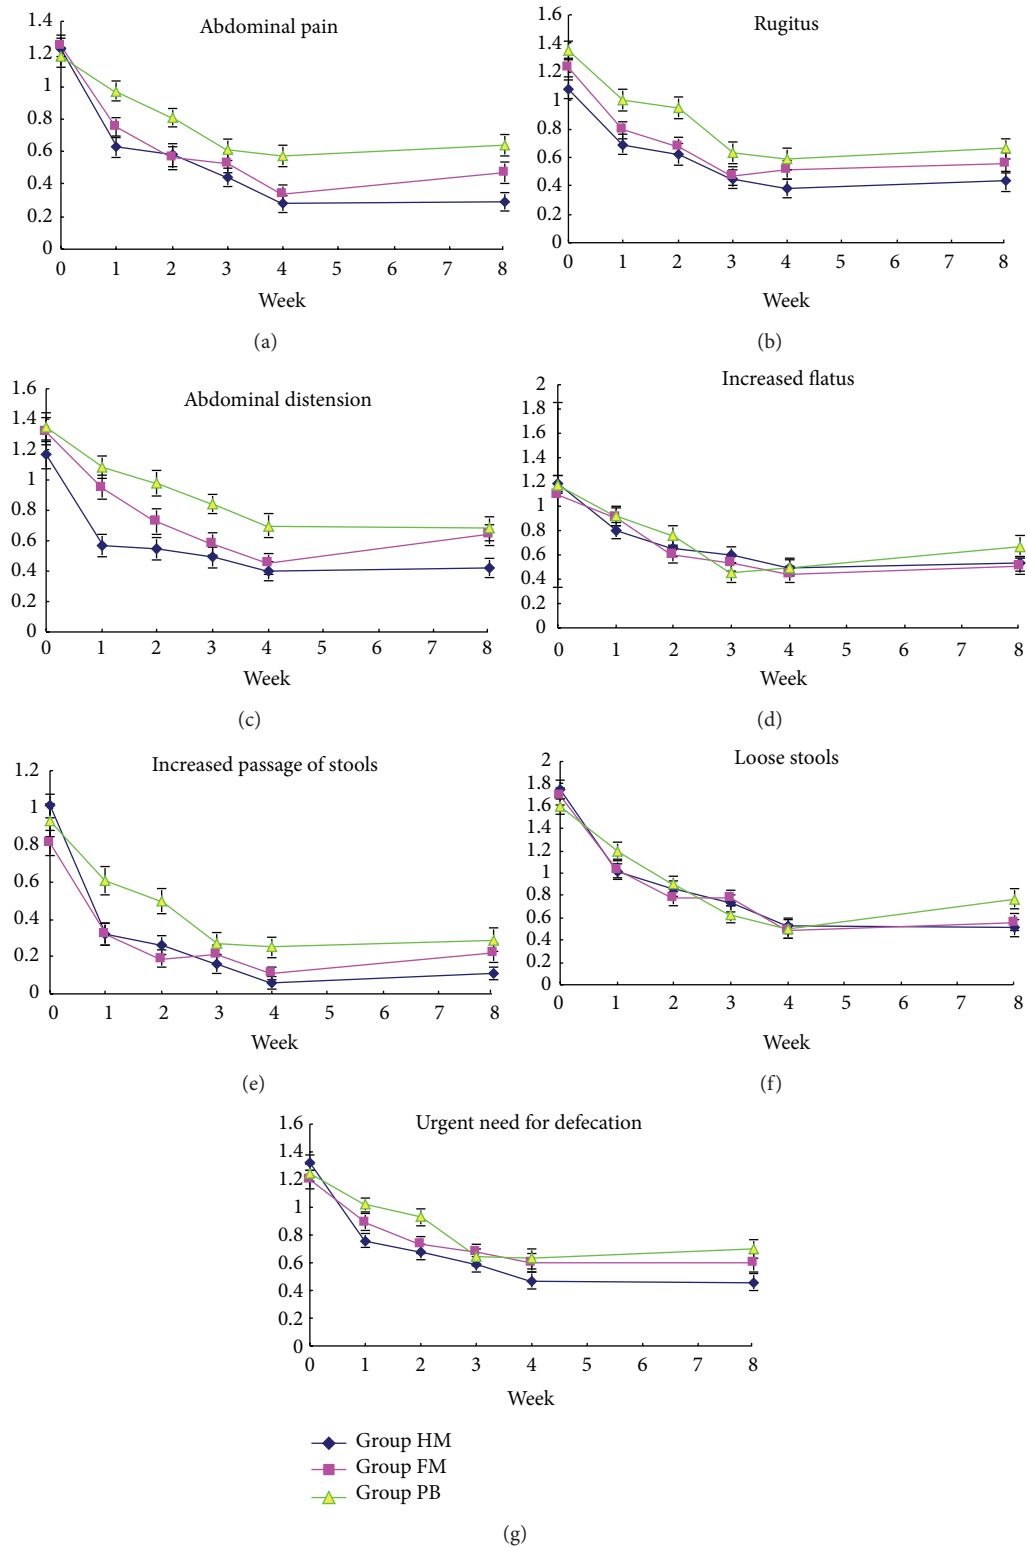 Abdominal pain
1.4
1.2
1
0.8
0.6
0.4
0.2
0
0 1 2 3 4 5 6 7 8
Week
(a)
Rugitus
1.6
1.4
1.2
1
0.8
0.6
0.4
0.2
0
0 1 2 3 4 5 6 7 8
Week
(b)
Abdominal distension
1.6
1.4
1.2
1
0.8
0.6
0.4
0.2
0
0 1 2 3 4 5 6 7 8
Week
(c)
Increased flatus
2
1.8
1.6
1.4
1.2
1
0.8
0.6
0.4
0.2
0
0 1 2 3 4 5 6 7 8
Week
(d)
Increased passage of stools
1.2
1
0.8
0.6
0.4
0.2
0
0 1 2 3 4 5 6 7 8
Week
(e)
Loose stools
2
1.8
1.6
1.4
1.2
1
0.8
0.6
0.4
0.2
0
0 1 2 3 4 5 6 7 8
Week
(f)
Urgent need for defecation
1.6
1.4
1.2
1
0.8
0.6
0.4
0.2
0
0 1 2 3 4 5 6 7 8
Week
Group HM
Group FM
Group PB
(g)